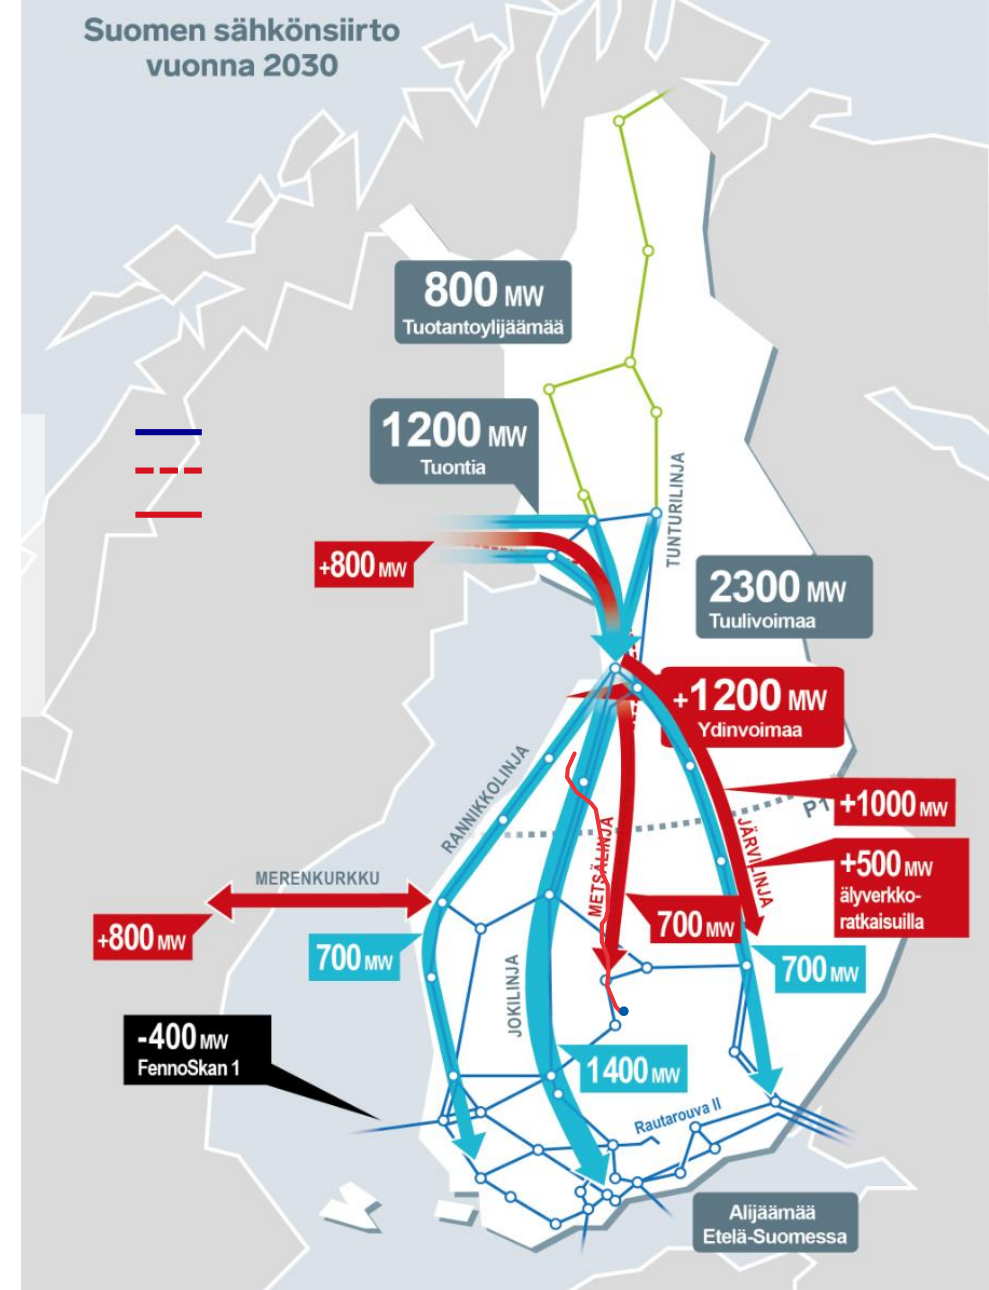 Suomen sähkönsiirto
vuonna 2030
800 MW
Tuotantoylijäämää
1200 MW
Tuontia
TUNTURILINJA
+800 MW
2300 MW
Tuulivoimaa
+1200 MW
Ydinvoimaa
RANNIKKOLINJA
P1
+1000 MW
METSÄLINJA
JÄRVILINJA
+500 MW
älyverkko-
ratkaisuilla
MERENKURKKU
+800 MW
700 MW
700 MW
700 MW
JOKILINJA
-400 MW
FennoSkan 1
1400 MW
Rautarouva II
Alijäämää
Etelä-Suomessa